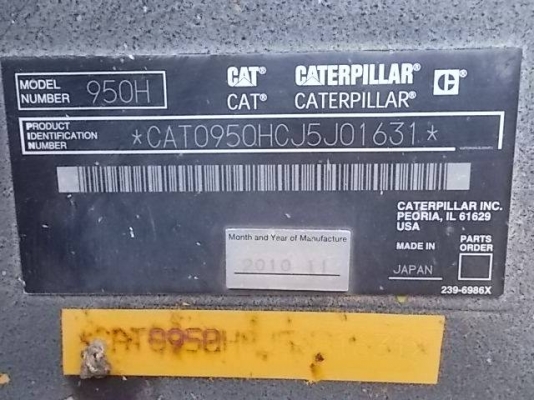 MODEL NUMBER 950H
CAT® CATERPILLAR® C®
CAT® CATERPILLAR®
PRODUCT IDENTIFICATION NUMBER *CAT0950HCJ5J01631*
CATERPILLAR INC.
PEORIA, IL 61629
USA
Month and Year of Manufacture
2010 11
MADE IN
JAPAN
PARTS ORDER
239-6986X
CAT0950H